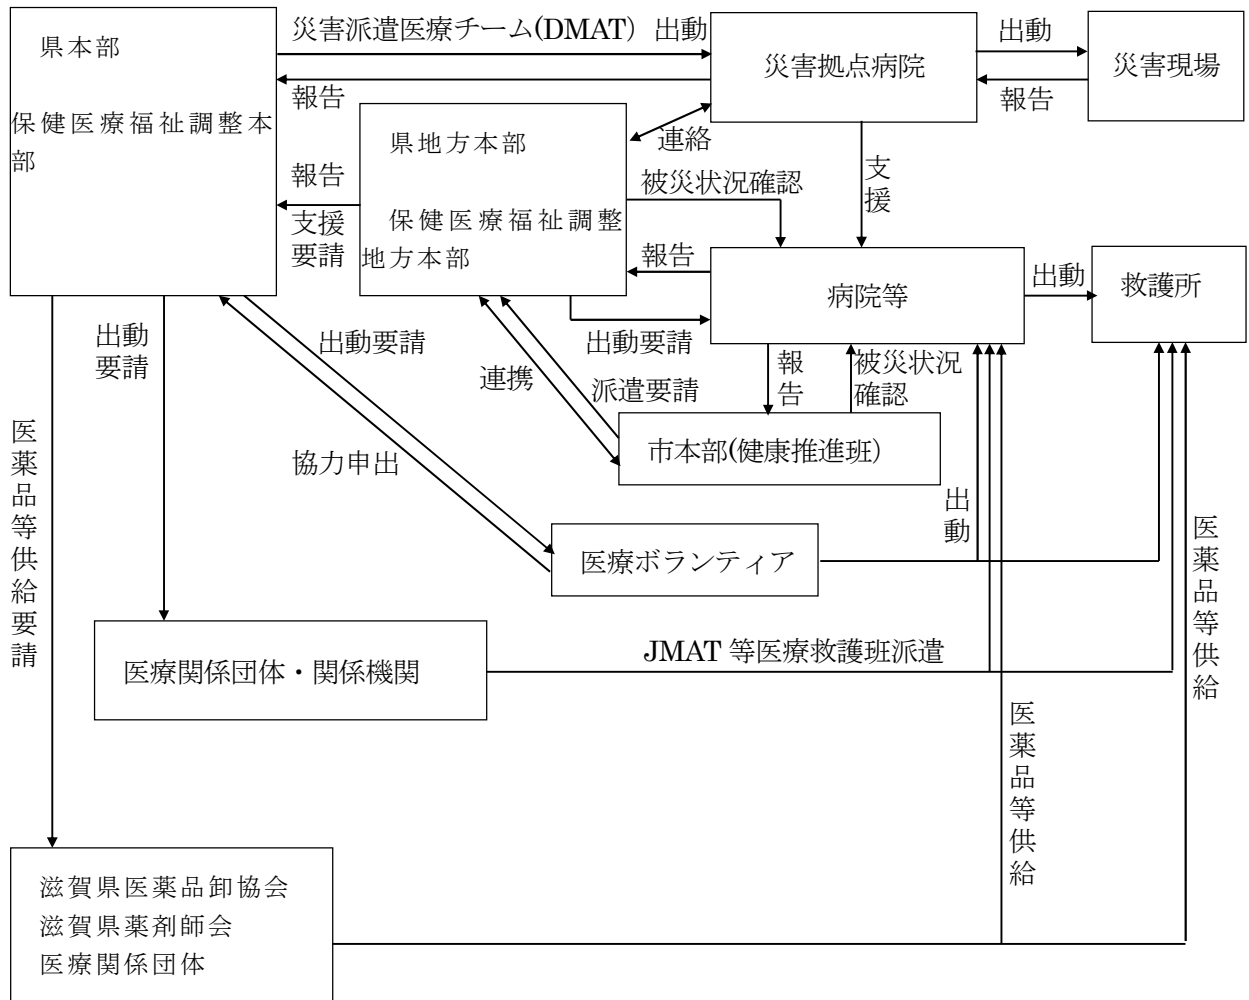 災害派遣医療チーム(DMAT) 出動
県本部
保健医療福祉調整本
部
報告
災害拠点病院
出動
報告
災害現場
連絡
県地方本部
保健医療福祉調整
地方本部
報告
支援
要請
被災状況確認
支援
報告
病院等
出動
救護所
出動要請
出動
要請
出動要請
連携
派遣要請
報告
被災状況
確認
市本部(健康推進班)
協力申出
医薬品等供給要請
出動
医療ボランティア
医薬品等供給
医療関係団体・関係機関
JMAT 等医療救護班派遣
医薬品等供給
滋賀県医薬品卸協会
滋賀県薬剤師会
医療関係団体